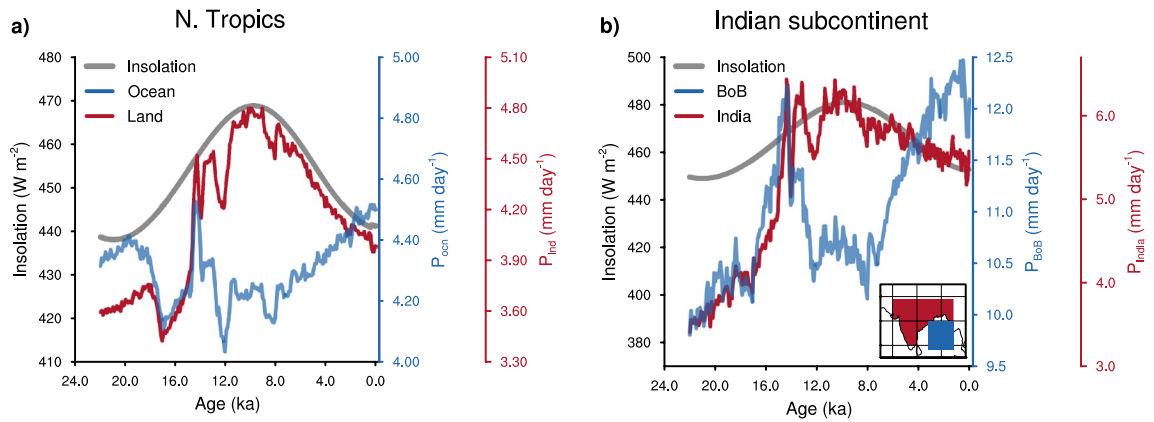 a)
N. Tropics
Insolation
Ocean
Land
480
470
460
450
440
430
420
410
Insolation (W m-2)
24.0 20.0 16.0 12.0 8.0 4.0 0.0
Age (ka)
5.00
4.80
4.60
4.40
4.20
4.00
Pocn (mm day-1)
5.10
4.80
4.50
4.20
3.90
3.60
3.30
Plnd (mm day-1)
b)
Indian subcontinent
Insolation
BoB
India
500
480
460
440
420
400
380
Insolation (W m-2)
24.0 20.0 16.0 12.0 8.0 4.0 0.0
Age (ka)
12.5
12.0
11.5
11.0
10.5
10.0
9.5
PBoB (mm day-1)
6.0
5.0
4.0
3.0
PIndia (mm day-1)